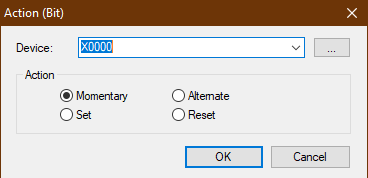 Action (Bit)
Device: X0000 ...
Action
Momentary Alternate
Set Reset
OK Cancel